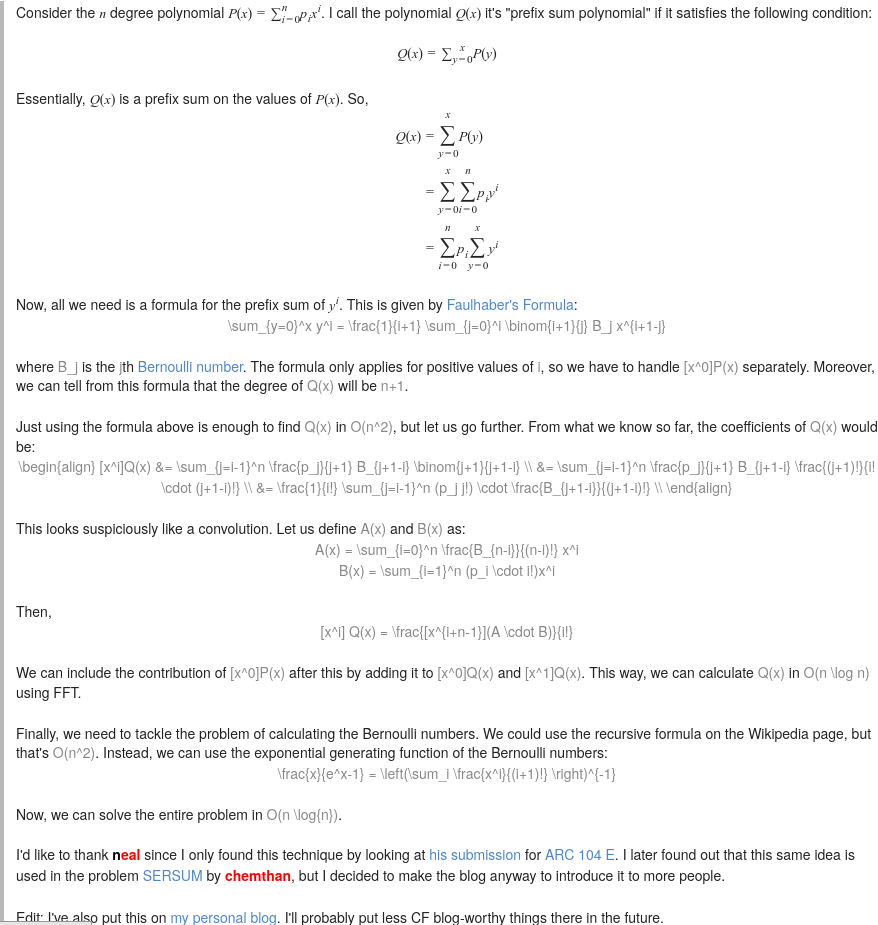 Consider the n degree polynomial P(x) = ∑_{i=0}^n p_i x^i. I call the polynomial Q(x) it's "prefix sum polynomial" if it satisfies the following condition:
Q(x) = ∑_{y=0}^x P(y)
Essentially, Q(x) is a prefix sum on the values of P(x). So,
Q(x) = ∑_{y=0}^x P(y)
= ∑_{y=0}^x ∑_{i=0}^n p_i y^i
= ∑_{i=0}^n p_i ∑_{y=0}^x y^i
Now, all we need is a formula for the prefix sum of y^i. This is given by Faulhaber's Formula:
\sum_{y=0}^x y^i = \frac{1}{i+1} \sum_{j=0}^i \binom{i+1}{j} B_j x^{i+1-j}
where B_j is the jth Bernoulli number. The formula only applies for positive values of i, so we have to handle [x^0]P(x) separately. Moreover,
we can tell from this formula that the degree of Q(x) will be n+1.
Just using the formula above is enough to find Q(x) in O(n^2), but let us go further. From what we know so far, the coefficients of Q(x) would
be:
\begin{align} [x^i]Q(x) &= \sum_{j=i-1}^n \frac{p_j}{j+1} B_{j+1-i} \binom{j+1}{j+1-i} \\ &= \sum_{j=i-1}^n \frac{p_j}{j+1} B_{j+1-i} \frac{(j+1)!}{i!
\cdot (j+1-i)!} \\ &= \frac{1}{i!} \sum_{j=i-1}^n (p_j j!) \cdot \frac{B_{j+1-i}}{(j+1-i)!} \\ \end{align}
This looks suspiciously like a convolution. Let us define A(x) and B(x) as:
A(x) = \sum_{i=0}^n \frac{B_{n-i}}{(n-i)!} x^i
B(x) = \sum_{i=1}^n (p_i \cdot i!)x^i
Then,
[x^i] Q(x) = \frac{[x^{i+n-1}](A \cdot B)}{i!}
We can include the contribution of [x^0]P(x) after this by adding it to [x^0]Q(x) and [x^1]Q(x). This way, we can calculate Q(x) in O(n \log n)
using FFT.
Finally, we need to tackle the problem of calculating the Bernoulli numbers. We could use the recursive formula on the Wikipedia page, but
that's O(n^2). Instead, we can use the exponential generating function of the Bernoulli numbers:
\frac{x}{e^x-1} = \left(\sum_i \frac{x^i}{(i+1)!} \right)^{-1}
Now, we can solve the entire problem in O(n \log{n}).
I'd like to thank neal since I only found this technique by looking at his submission for ARC 104 E. I later found out that this same idea is
used in the problem SERSUM by chemthan, but I decided to make the blog anyway to introduce it to more people.
Edit: I've also put this on my personal blog. I'll probably put less CF blog-worthy things there in the future.